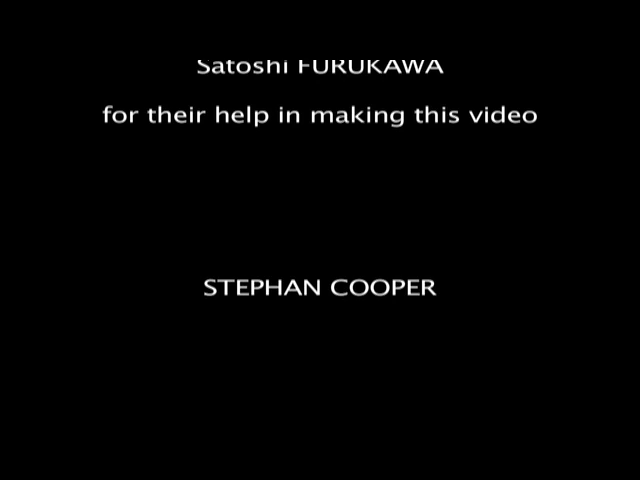 Satoshi FURUKAWA
for their help in making this video
STEPHAN COOPER